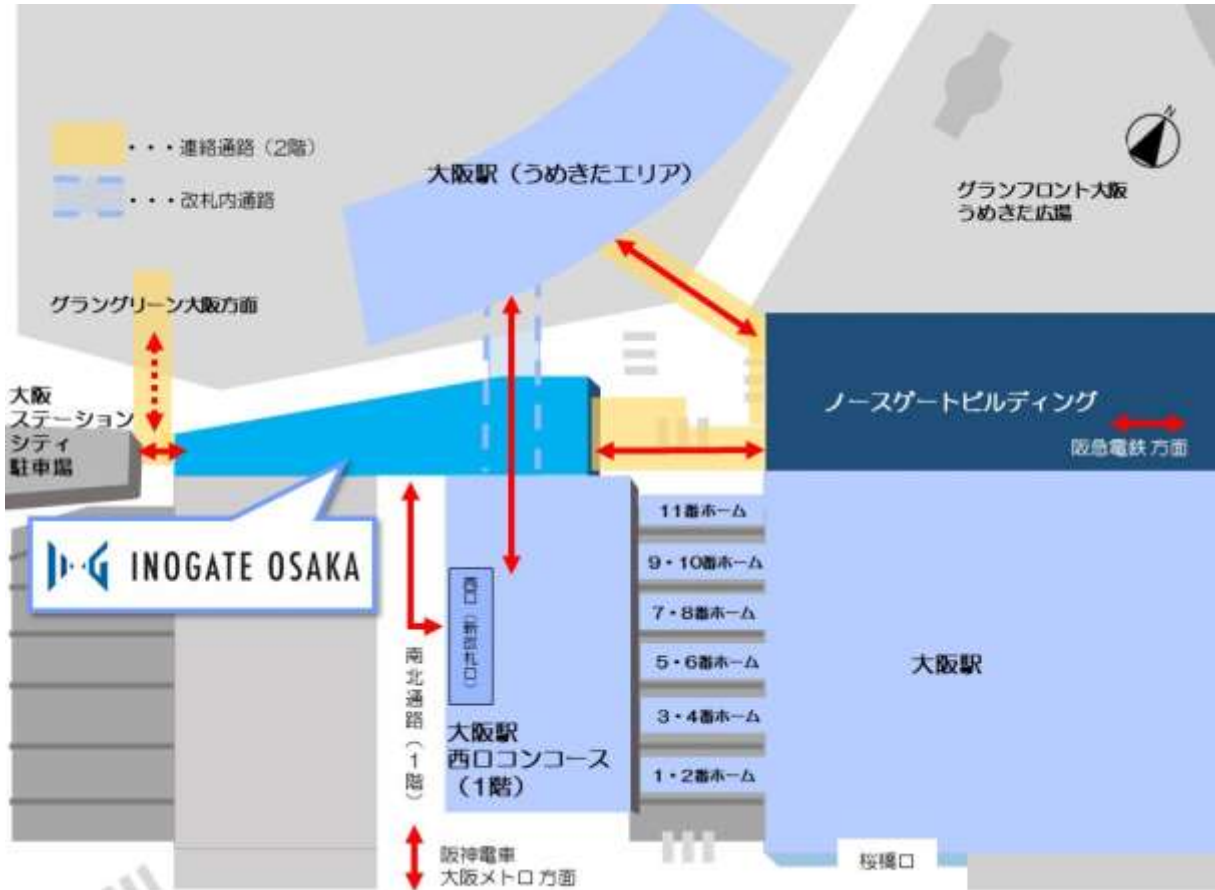 N
・・・連絡通路（2階）
・・・改札内通路
大阪駅（うめきたエリア）
グランフロント大阪
うめきた広場
グラングリーン大阪方面
大阪
ステーション
シティ
駐車場
ノースゲートビルディング
阪急電鉄 方面
INOGATE OSAKA
11番ホーム
9・10番ホーム
7・8番ホーム
5・6番ホーム
3・4番ホーム
1・2番ホーム
西口（新改札口）
南北通路（1階）
大阪駅
西口コンコース
（1階）
大阪駅
阪神電車
大阪メトロ 方面
桜橋口